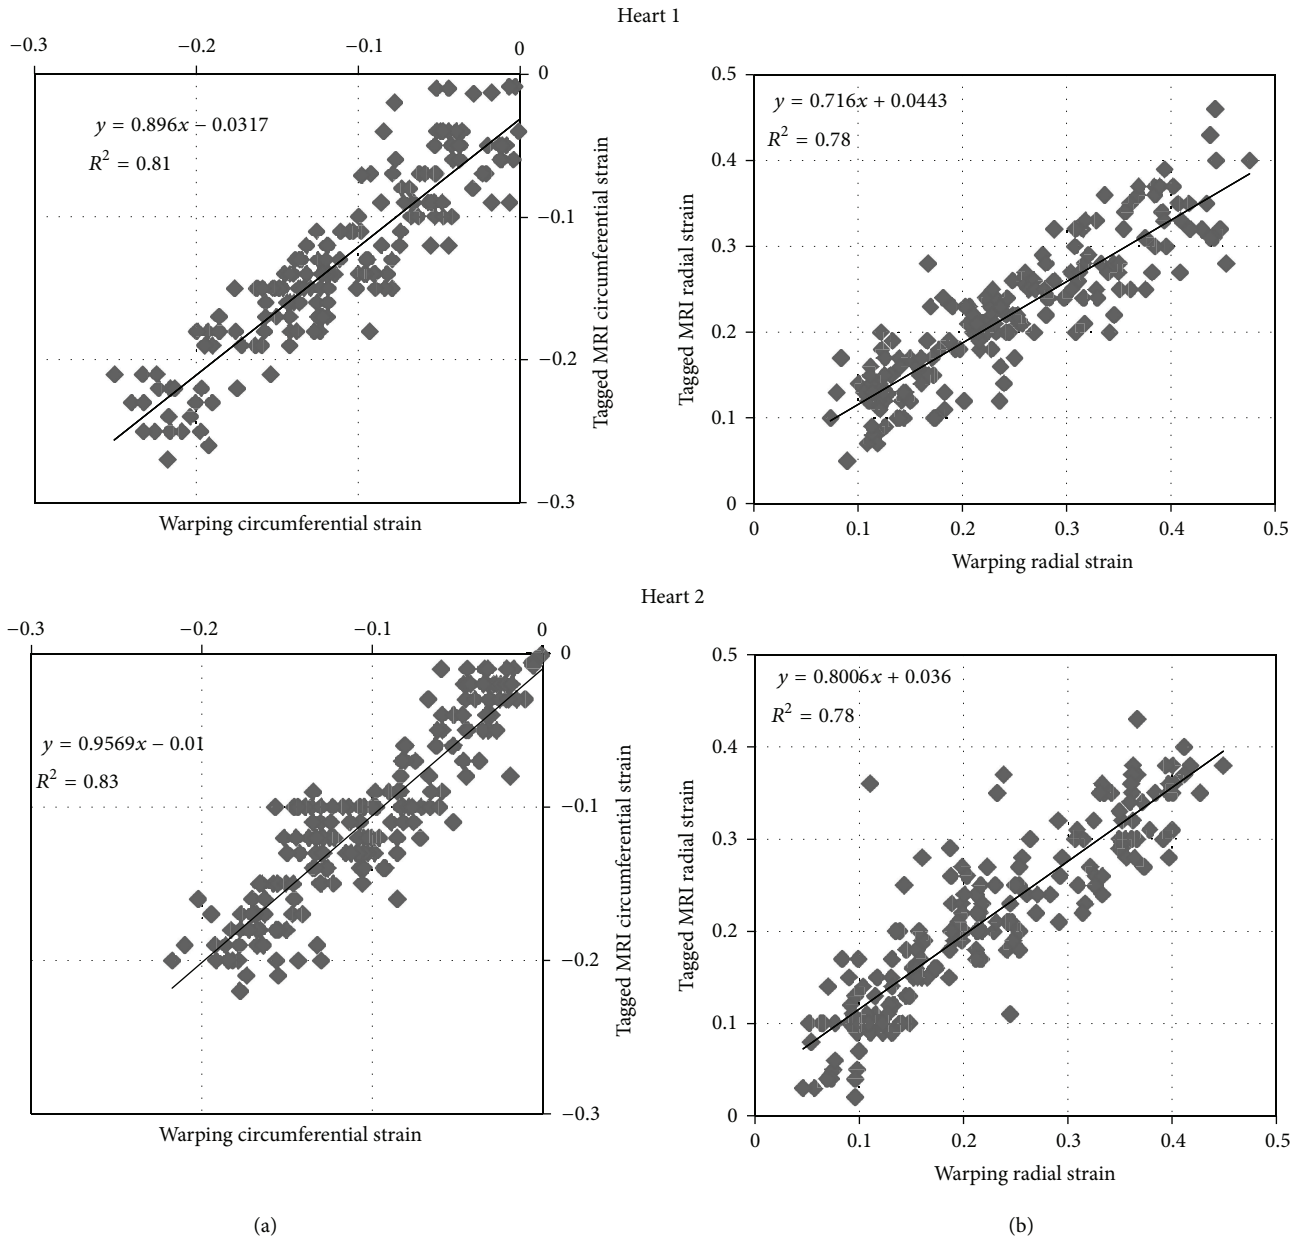 Heart 1
−0.3 −0.2 −0.1 0
0
−0.1
−0.2
−0.3
y = 0.896x − 0.0317
R² = 0.81
Tagged MRI circumferential strain
Warping circumferential strain
0.5
0.4
0.3
0.2
0.1
0
y = 0.716x + 0.0443
R² = 0.78
Tagged MRI radial strain
0 0.1 0.2 0.3 0.4 0.5
Warping radial strain
Heart 2
−0.3 −0.2 −0.1 0
0
−0.1
−0.2
−0.3
y = 0.9569x − 0.01
R² = 0.83
Tagged MRI circumferential strain
Warping circumferential strain
0.5
0.4
0.3
0.2
0.1
0
y = 0.8006x + 0.036
R² = 0.78
Tagged MRI radial strain
0 0.1 0.2 0.3 0.4 0.5
Warping radial strain
(a)
(b)